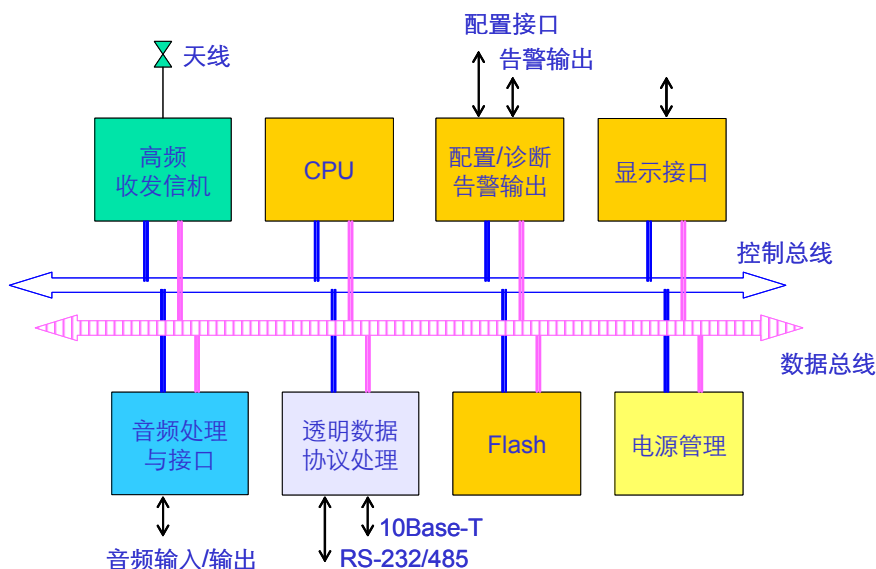 配置接口
天线
告警输出
高频
收发信机
CPU
配置/诊断
告警输出
显示接口
控制总线
数据总线
音频处理
与接口
透明数据
协议处理
Flash
电源管理
10Base-T
音频输入/输出
RS-232/485